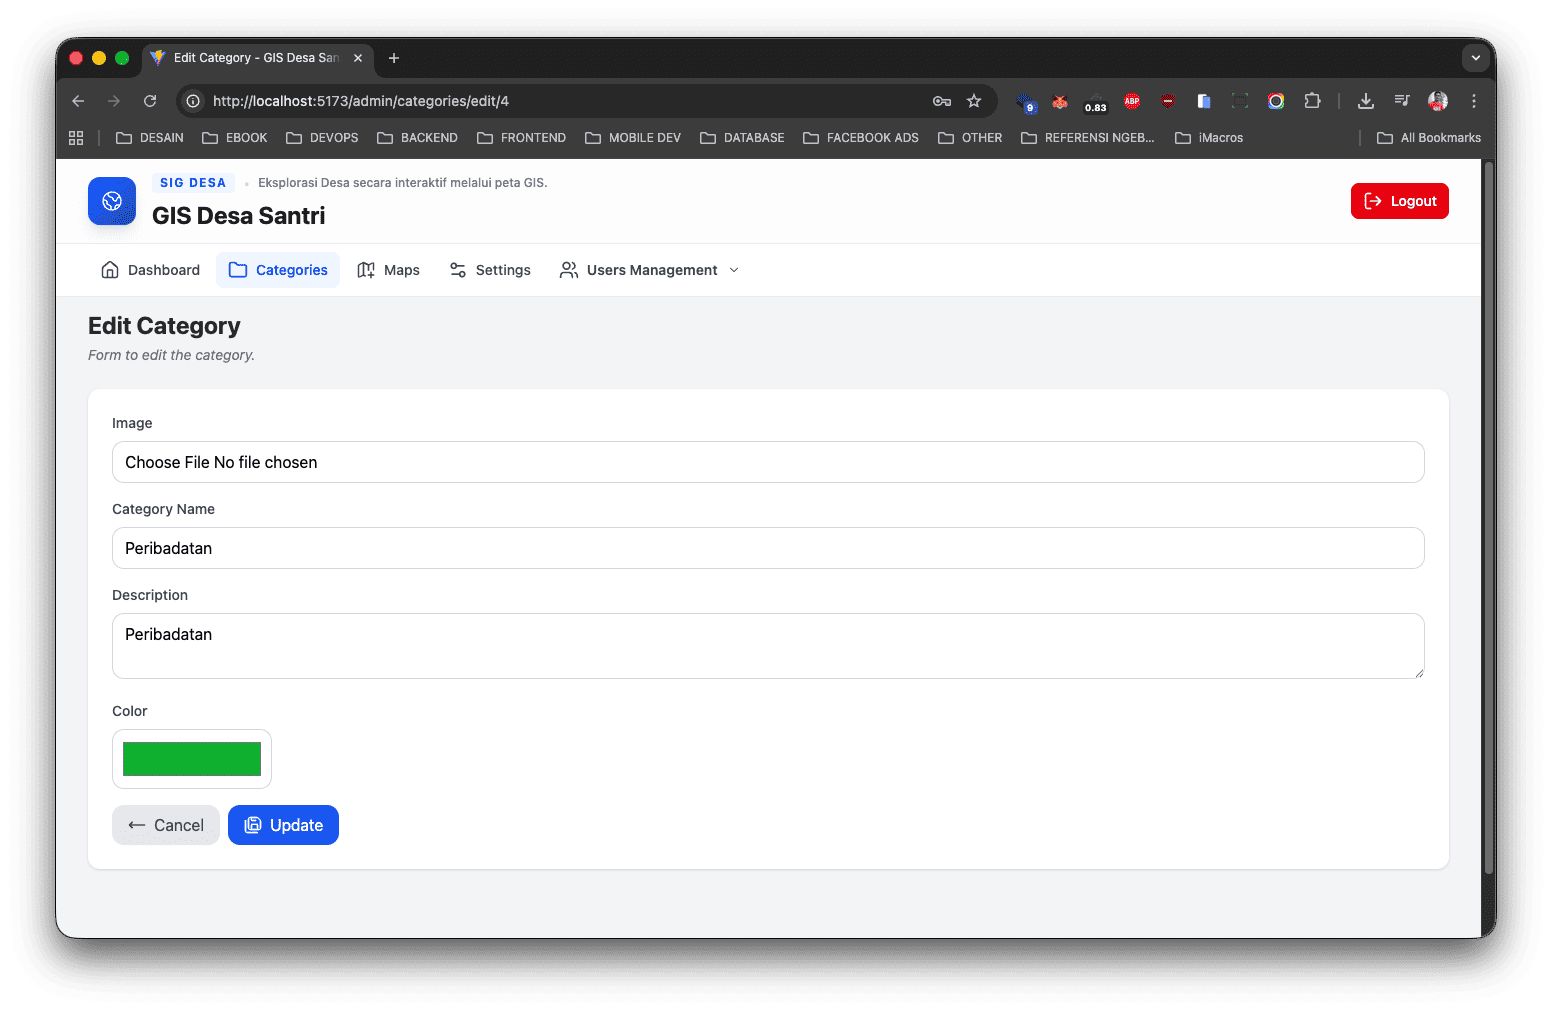 Edit Category - GIS Desa San
http://localhost:5173/admin/categories/edit/4
9
0.83
ABP
DESAIN
EBOOK
DEVOPS
BACKEND
FRONTEND
MOBILE DEV
DATABASE
FACEBOOK ADS
OTHER
REFERENSI NGEB...
iMacros
All Bookmarks
SIG DESA
Eksplorasi Desa secara interaktif melalui peta GIS.
GIS Desa Santri
Logout
Dashboard
Categories
Maps
Settings
Users Management
Edit Category
Form to edit the category.
Image
Choose File No file chosen
Category Name
Peribadatan
Description
Peribadatan
Color
Cancel
Update